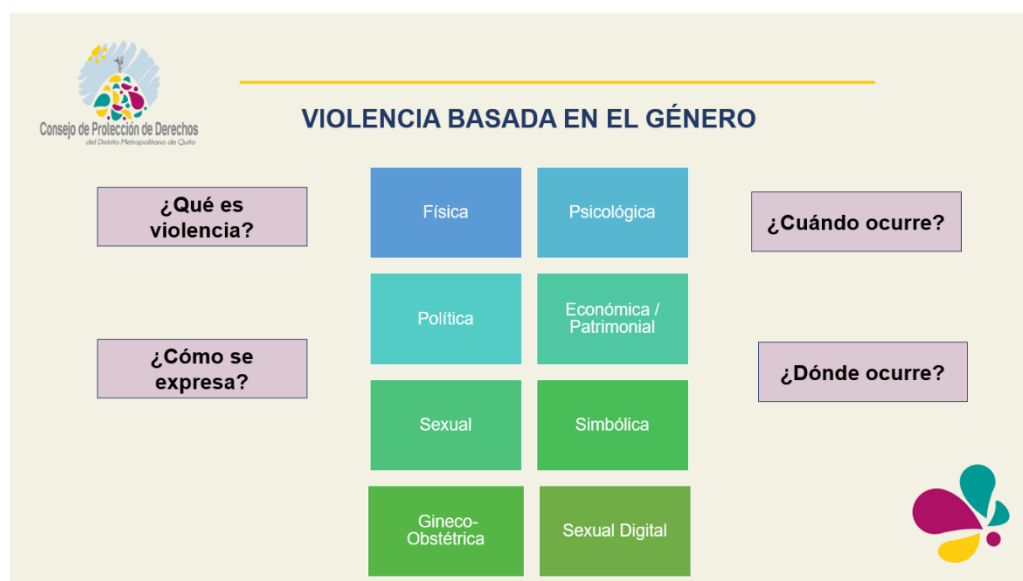 Consejo de Protección de Derechos
del Distrito Metropolitano de Quito
VIOLENCIA BASADA EN EL GÉNERO
¿Qué es
violencia?
¿Cómo se
expresa?
Física
Psicológica
Política
Económica /
Patrimonial
Sexual
Simbólica
Gineco-
Obstétrica
Sexual Digital
¿Cuándo ocurre?
¿Dónde ocurre?